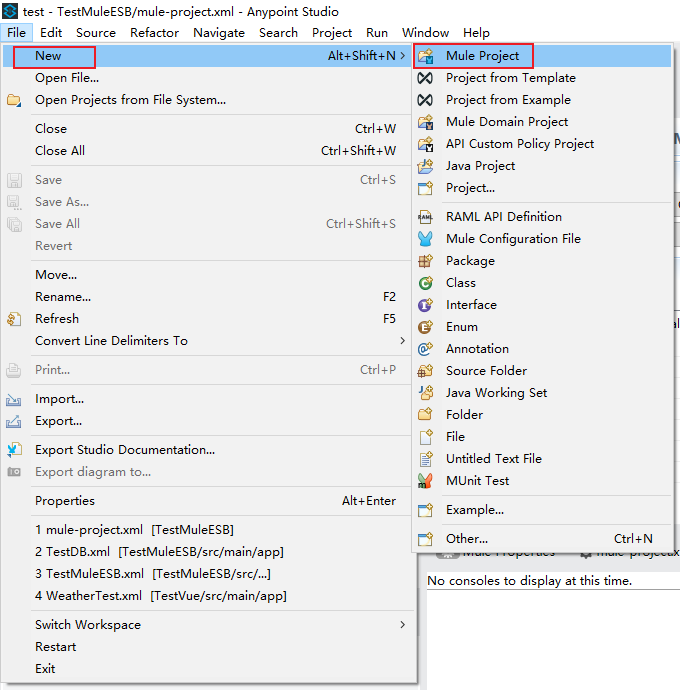 test - TestMuleESB/mule-project.xml - Anypoint Studio
File Edit Source Refactor Navigate Search Project Run Window Help
New Alt+Shift+N >
Open File...
Open Projects from File System...
Close Ctrl+W
Close All Ctrl+Shift+W
Save Ctrl+S
Save As...
Save All Ctrl+Shift+S
Revert
Move...
Rename... F2
Refresh F5
Convert Line Delimiters To >
Print... Ctrl+P
Import...
Export...
Export Studio Documentation...
Export diagram to...
Properties Alt+Enter
1 mule-project.xml [TestMuleESB]
2 TestDB.xml [TestMuleESB/src/main/app]
3 TestMuleESB.xml [TestMuleESB/src/...]
4 WeatherTest.xml [TestVue/src/main/app]
Switch Workspace >
Restart
Exit
Mule Project
Project from Template
Project from Example
Mule Domain Project
API Custom Policy Project
Java Project
Project...
RAML RAML API Definition
Mule Configuration File
Package
Class
Interface
Enum
Annotation
Source Folder
Java Working Set
Folder
File
Untitled Text File
MUnit Test
Example...
Other... Ctrl+N
Mule Properties mule-project.x
No consoles to display at this time.